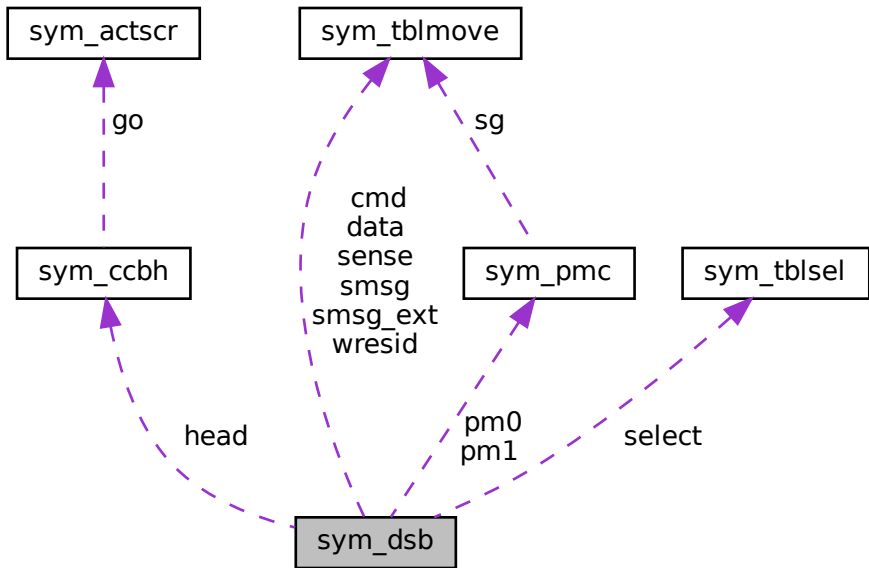 sym_actscr
sym_tblmove
go
sg
cmd
data
sense
smsg
smsg_ext
wresid
sym_ccbh
sym_pmc
sym_tblsel
head
pm0
pm1
select
sym_dsb